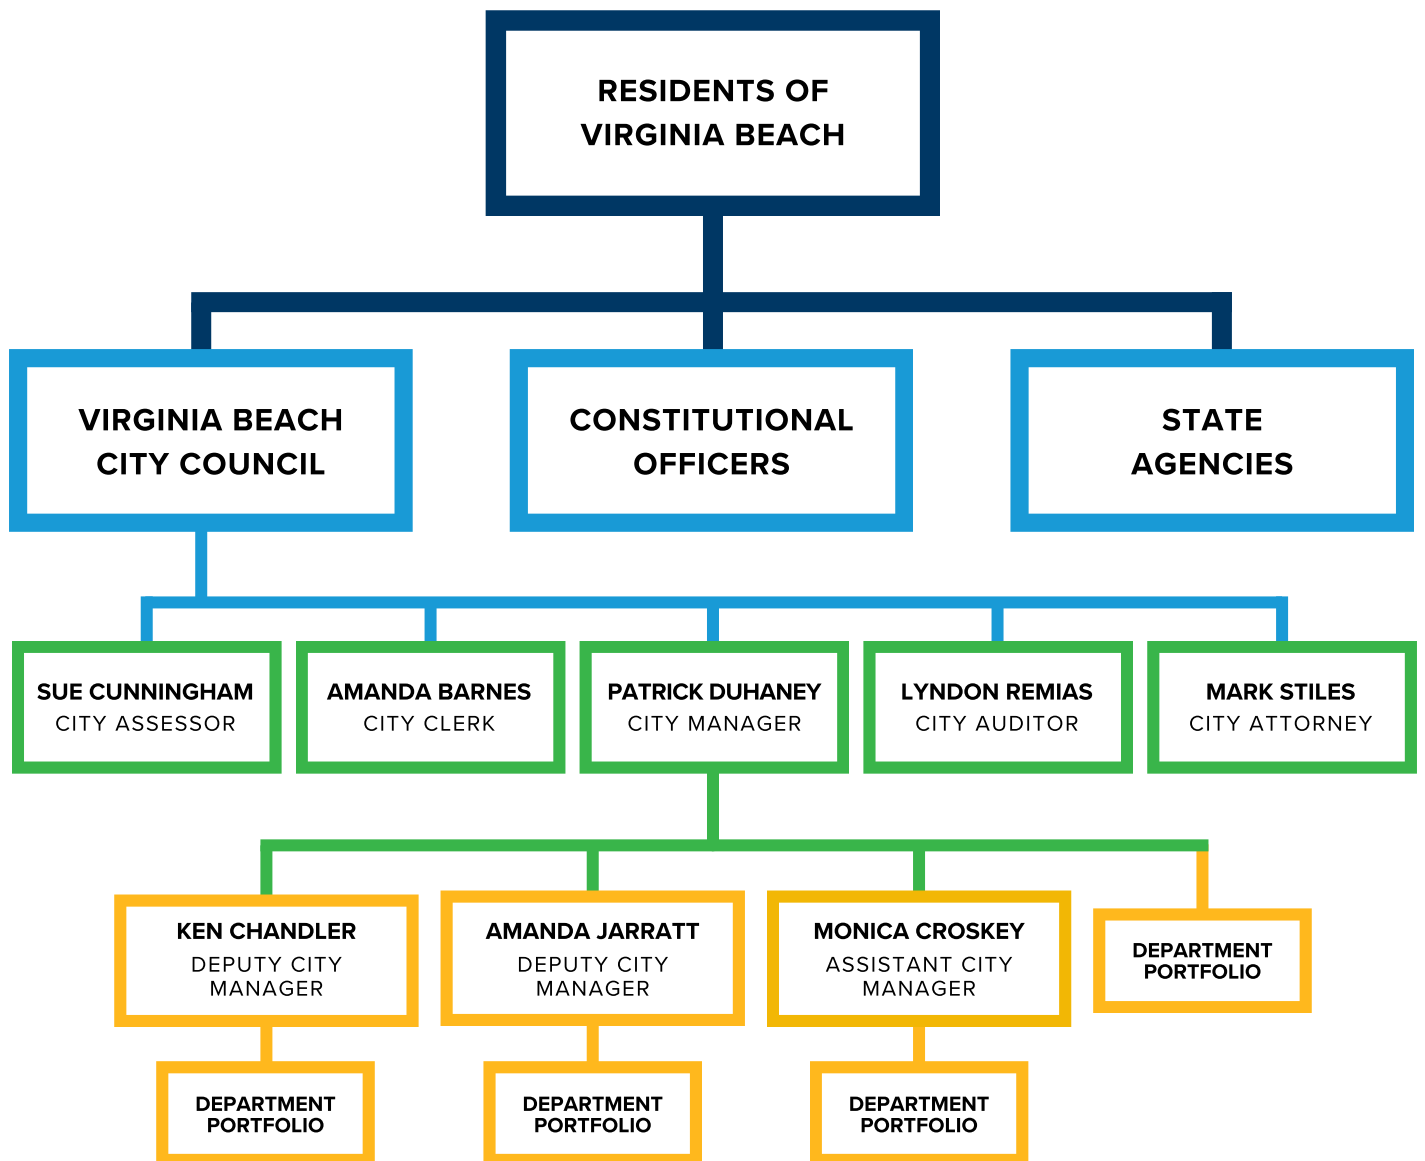 RESIDENTS OF
VIRGINIA BEACH
VIRGINIA BEACH
CITY COUNCIL
CONSTITUTIONAL
OFFICERS
STATE
AGENCIES
SUE CUNNINGHAM
CITY ASSESSOR
AMANDA BARNES
CITY CLERK
PATRICK DUHANEY
CITY MANAGER
LYNDON REMIAS
CITY AUDITOR
MARK STILES
CITY ATTORNEY
KEN CHANDLER
DEPUTY CITY
MANAGER
AMANDA JARRATT
DEPUTY CITY
MANAGER
MONICA CROSKEY
ASSISTANT CITY
MANAGER
DEPARTMENT
PORTFOLIO
DEPARTMENT
PORTFOLIO
DEPARTMENT
PORTFOLIO
DEPARTMENT
PORTFOLIO